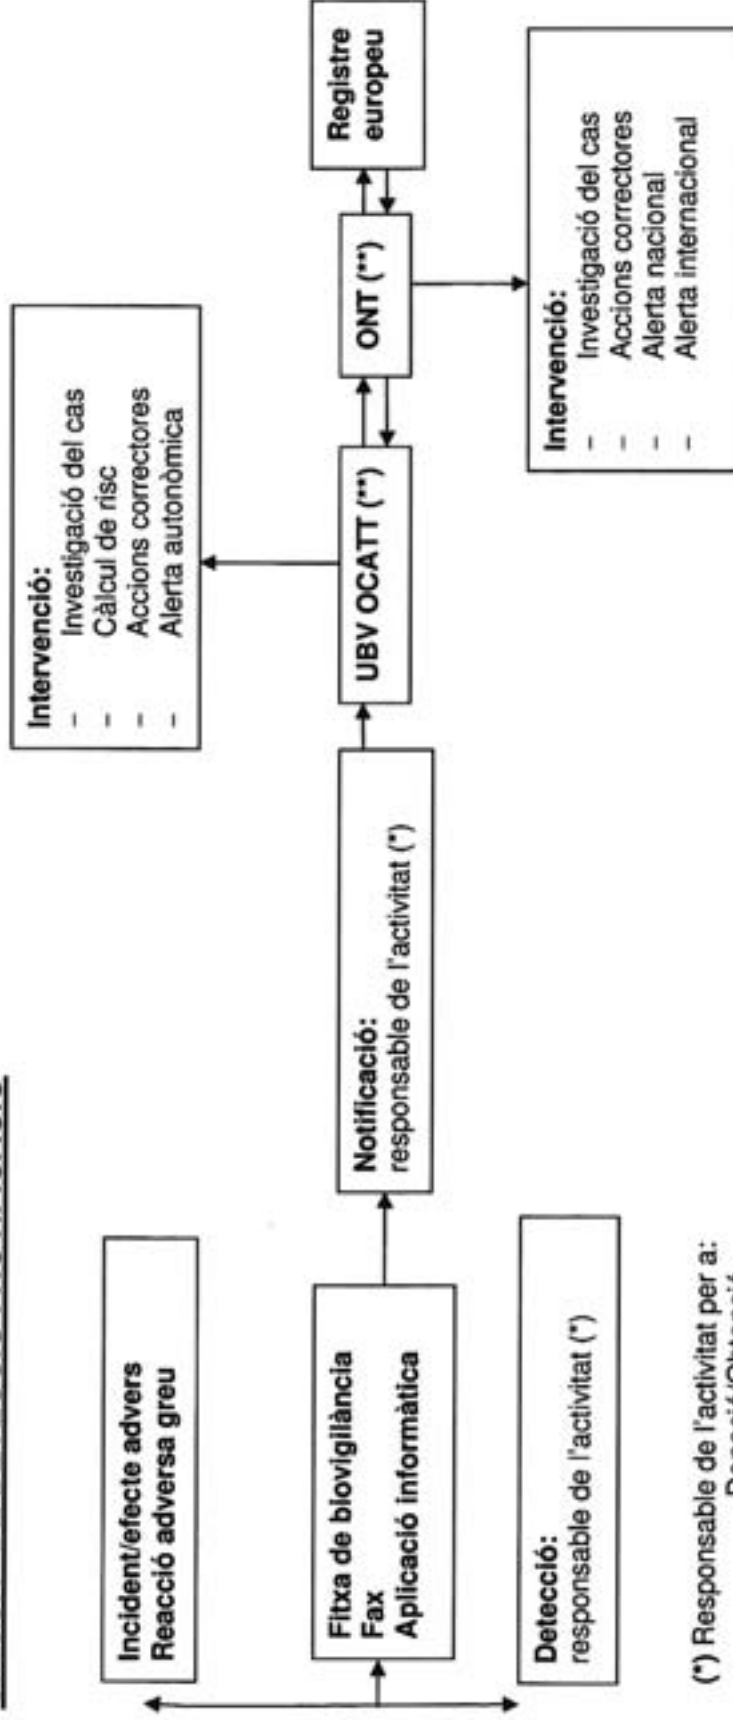 Incident/efecte advers
Reacció adversa greu
Fitxa de biovigilància
Fax
Aplicació informàtica
Detecció:
responsable de l'activitat (*)
Notificació:
responsable de l'activitat (*)
UBV OCATT (**)
Intervenció:
– Investigació del cas
– Càlcul de risc
– Accions correctores
– Alerta autonòmica
ONT (**)
Intervenció:
– Investigació del cas
– Accions correctores
– Alerta nacional
– Alerta internacional
Registre
europeu
(*) Responsable de l'activitat per a: